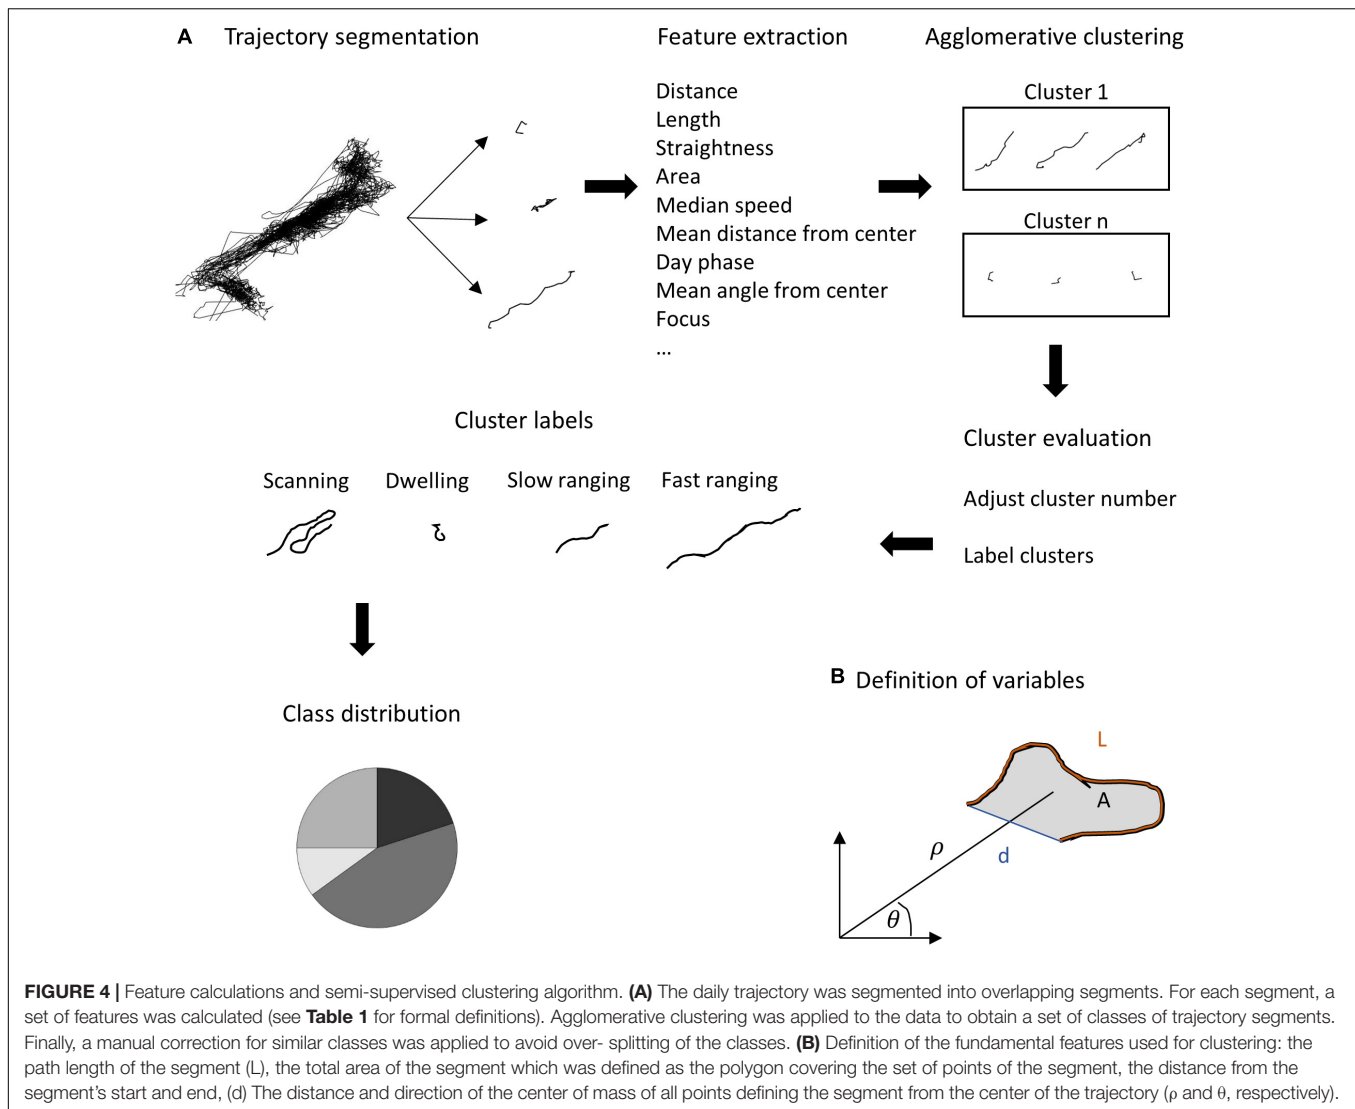 A Trajectory segmentation
Feature extraction
Agglomerative clustering
Distance
Length
Straightness
Area
Median speed
Mean distance from center
Day phase
Mean angle from center
Focus
...
Cluster 1
Cluster n
Cluster evaluation
Adjust cluster number
Label clusters
Cluster labels
Scanning
Dwelling
Slow ranging
Fast ranging
Class distribution
B Definition of variables
L
A
ρ
d
θ
FIGURE 4 | Feature calculations and semi-supervised clustering algorithm. (A) The daily trajectory was segmented into overlapping segments. For each segment, a
set of features was calculated (see Table 1 for formal definitions). Agglomerative clustering was applied to the data to obtain a set of classes of trajectory segments.
Finally, a manual correction for similar classes was applied to avoid over- splitting of the classes. (B) Definition of the fundamental features used for clustering: the
path length of the segment (L), the total area of the segment which was defined as the polygon covering the set of points of the segment, the distance from the
segment's start and end, (d) The distance and direction of the center of mass of all points defining the segment from the center of the trajectory (ρ and θ, respectively).